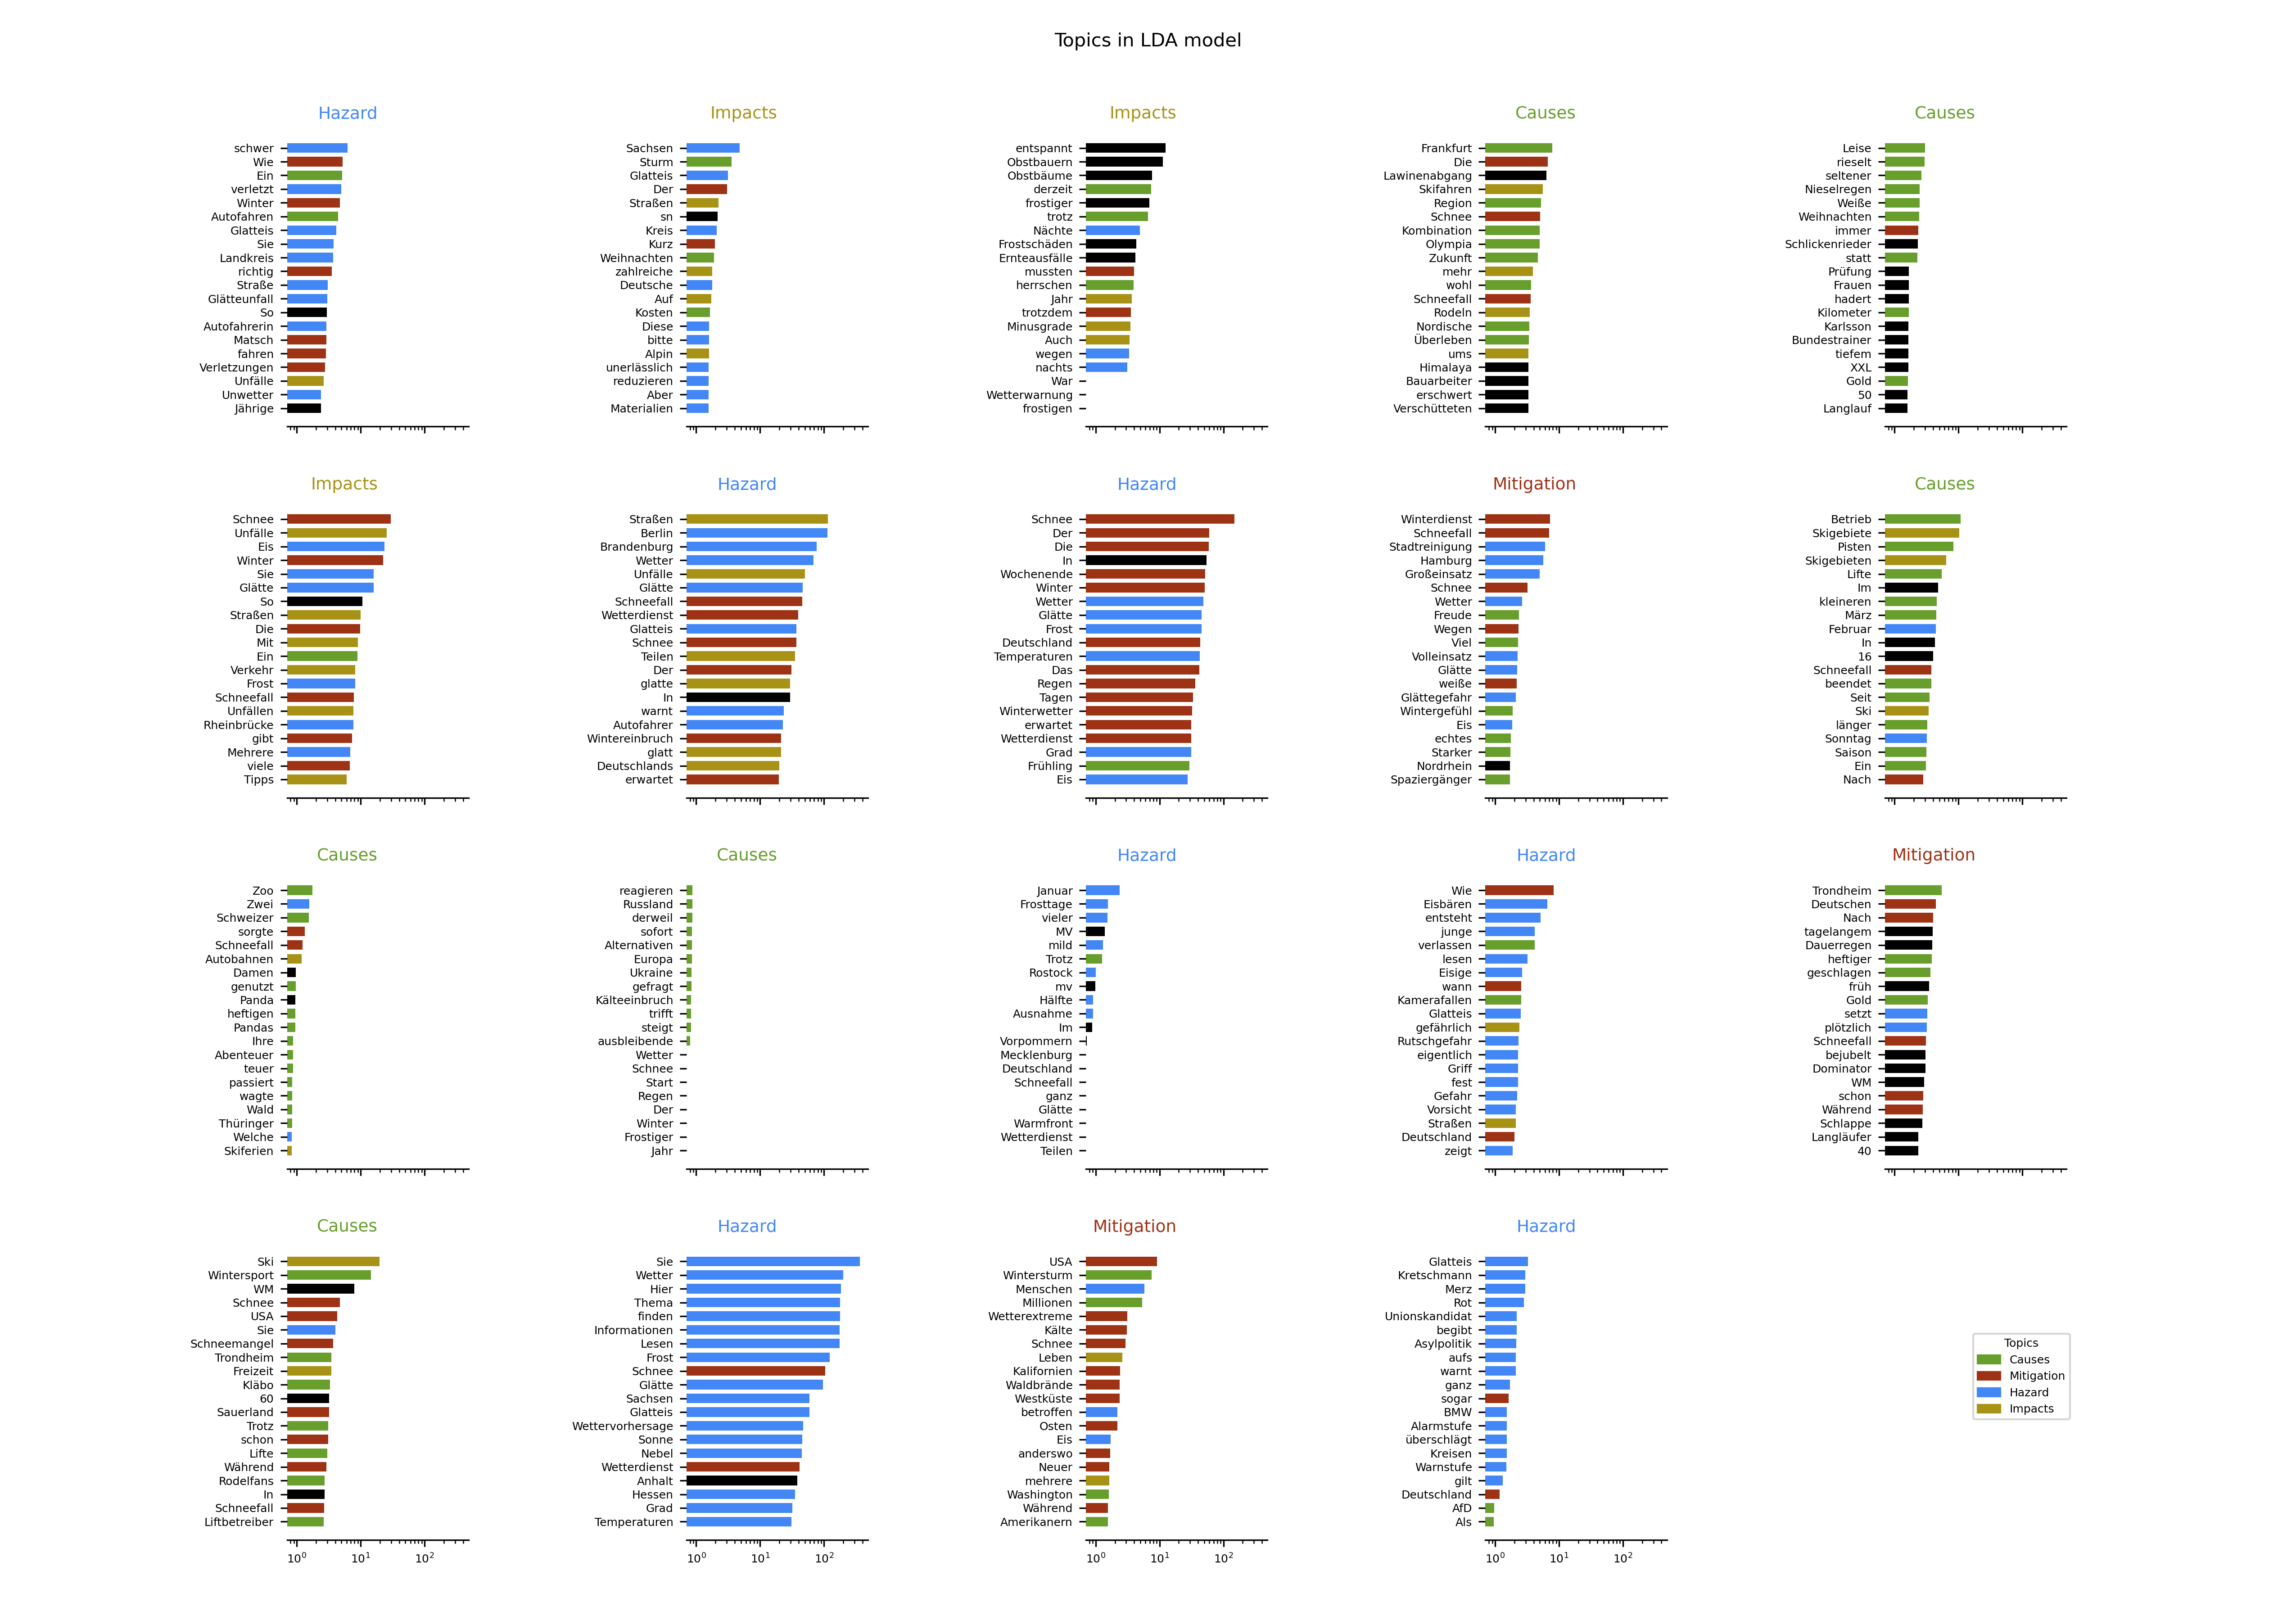 Topics in LDA model
Hazard
schwer
Wie
Ein
verletzt
Winter
Autofahren
Glatteis
Sie
Landkreis
richtig
Straße
Glätteunfall
So
Autofahrerin
Matsch
fahren
Verletzungen
Unfälle
Unwetter
Jährige
Impacts
Sachsen
Sturm
Glatteis
Der
Straßen
sn
Kreis
Kurz
Weihnachten
zahlreiche
Deutsche
Auf
Kosten
Diese
bitte
Alpin
unerlässlich
reduzieren
Aber
Materialien
Impacts
entspannt
Obstbauern
Obstbäume
derzeit
frostiger
trotz
Nächte
Frostschäden
Ernteausfälle
mussten
herrschen
Jahr
trotzdem
Minusgrade
Auch
wegen
nachts
War
Wetterwarnung
frostigen
Causes
Frankfurt
Die
Lawinenabgang
Skifahren
Region
Schnee
Kombination
Olympia
Zukunft
mehr
wohl
Schneefall
Rodeln
Nordische
Überleben
ums
Himalaya
Bauarbeiter
erschwert
Verschütteten
Causes
Leise
rieselt
seltener
Nieselregen
Weiße
Weihnachten
immer
Schlickenrieder
statt
Prüfung
Frauen
hadert
Kilometer
Karlsson
Bundestrainer
tiefem
XXL
Gold
50
Langlauf
Impacts
Schnee
Unfälle
Eis
Winter
Sie
Glätte
So
Straßen
Die
Mit
Ein
Verkehr
Frost
Schneefall
Unfällen
Rheinbrücke
gibt
Mehrere
viele
Tipps
Hazard
Straßen
Berlin
Brandenburg
Wetter
Unfälle
Glätte
Schneefall
Wetterdienst
Glatteis
Schnee
Teilen
Der
glatte
In
warnt
Autofahrer
Wintereinbruch
glatt
Deutschlands
erwartet
Hazard
Schnee
Der
Die
In
Wochenende
Winter
Wetter
Glätte
Frost
Deutschland
Temperaturen
Das
Regen
Tagen
Winterwetter
erwartet
Wetterdienst
Grad
Frühling
Eis
Mitigation
Winterdienst
Schneefall
Stadtreinigung
Hamburg
Großeinsatz
Schnee
Wetter
Freude
Wegen
Viel
Volleinsatz
Glätte
weiße
Glättegefahr
Wintergefühl
Eis
echtes
Starker
Nordrhein
Spaziergänger
Causes
Betrieb
Skigebiete
Pisten
Skigebieten
Lifte
Im
kleineren
März
Februar
In
16
Schneefall
beendet
Seit
Ski
länger
Sonntag
Saison
Ein
Nach
Causes
Zoo
Zwei
Schweizer
sorgte
Schneefall
Autobahnen
Damen
genutzt
Panda
heftigen
Pandas
Ihre
Abenteuer
teuer
passiert
wagte
Wald
Thüringer
Welche
Skiferien
Causes
reagieren
Russland
derweil
sofort
Alternativen
Europa
Ukraine
gefragt
Kälteeinbruch
trifft
steigt
ausbleibende
Wetter
Schnee
Start
Regen
Der
Winter
Frostiger
Jahr
Hazard
Januar
Frosttage
vieler
MV
mild
Trotz
Rostock
mv
Hälfte
Ausnahme
Im
Vorpommern
Mecklenburg
Deutschland
Schneefall
ganz
Glätte
Warmfront
Wetterdienst
Teilen
Hazard
Wie
Eisbären
entsteht
junge
verlassen
lesen
Eisige
wann
Kamerafallen
Glatteis
gefährlich
Rutschgefahr
eigentlich
Griff
fest
Gefahr
Vorsicht
Straßen
Deutschland
zeigt
Mitigation
Trondheim
Deutschen
Nach
tagelangem
Dauerregen
heftiger
geschlagen
früh
Gold
setzt
plötzlich
Schneefall
bejubelt
Dominator
WM
schon
Während
Schlappe
Langläufer
40
Causes
Ski
Wintersport
WM
Schnee
USA
Sie
Schneemangel
Trondheim
Freizeit
Kläbo
60
Sauerland
Trotz
schon
Lifte
Während
Rodelfans
In
Schneefall
Liftbetreiber
10⁰ 10¹ 10²
Hazard
Sie
Wetter
Hier
Thema
finden
Informationen
Lesen
Frost
Schnee
Glätte
Sachsen
Glatteis
Wettervorhersage
Sonne
Nebel
Wetterdienst
Anhalt
Hessen
Grad
Temperaturen
10⁰ 10¹ 10²
Mitigation
USA
Wintersturm
Menschen
Millionen
Wetterextreme
Kälte
Schnee
Leben
Kalifornien
Waldbrände
Westküste
betroffen
Osten
Eis
anderswo
Neuer
mehrere
Washington
Während
Amerikanern
10⁰ 10¹ 10²
Hazard
Glatteis
Kretschmann
Merz
Rot
Unionskandidat
begibt
Asylpolitik
aufs
warnt
ganz
sogar
BMW
Alarmstufe
überschlägt
Kreisen
Warnstufe
gilt
Deutschland
AfD
Als
10⁰ 10¹ 10²
Topics
Causes
Mitigation
Hazard
Impacts